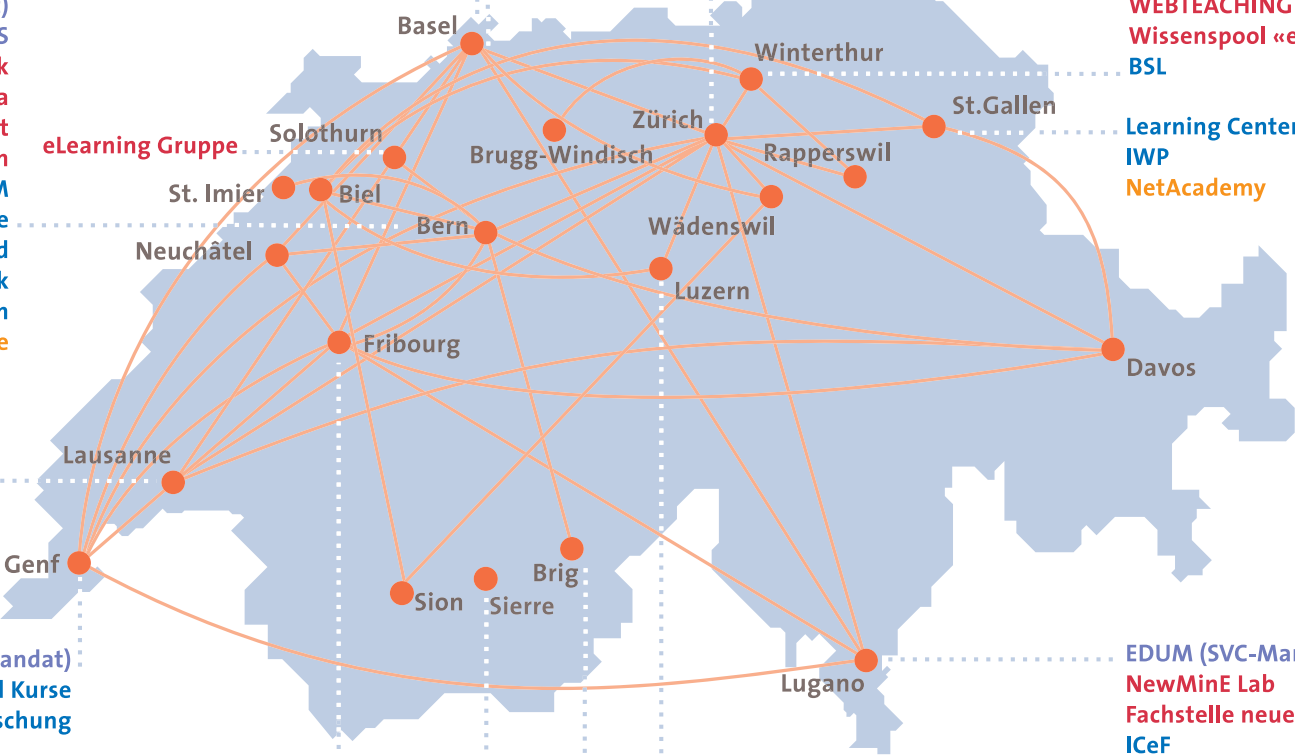 WEBTEACHING
Basel
Wissenspool «e
Winterthur
BSL
St.Gallen
Zürich
Learning Center
Solothurn
eLearning Gruppe
Brugg-Windisch
Rapperswil
IWP
NetAcademy
St. Imier
Biel
Bern
Wädenswil
Neuchâtel
Luzern
Fribourg
Davos
Lausanne
Genf
Brig
Sion
Sierre
andat)
EDUM (SVC-Mar
Lugano
Kurse
NewMinE Lab
schung
Fachstelle neue
ICeF